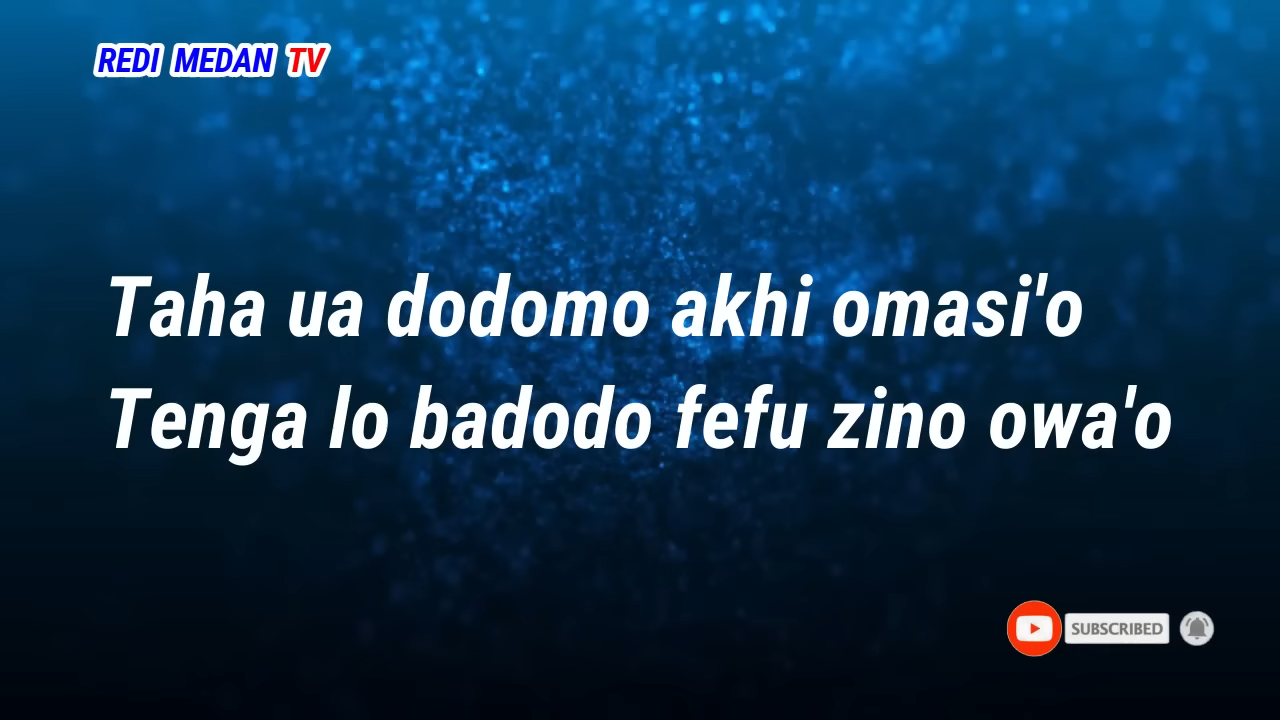 REDI MEDAN TV
Taha ua dodomo akhi omasi'o
Tenga lo badodo fefu zino owa'o
SUBSCRIBED